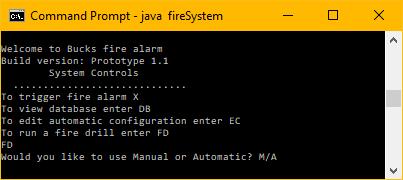 Command Prompt - java  fireSystem
Welcome to Bucks fire alarm
Build version: Prototype 1.1
System Controls
.............................
To trigger fire alarm X
To view database enter DB
To edit automatic configuration enter EC
To run a fire drill enter FD
FD
Would you like to use Manual or Automatic? M/A